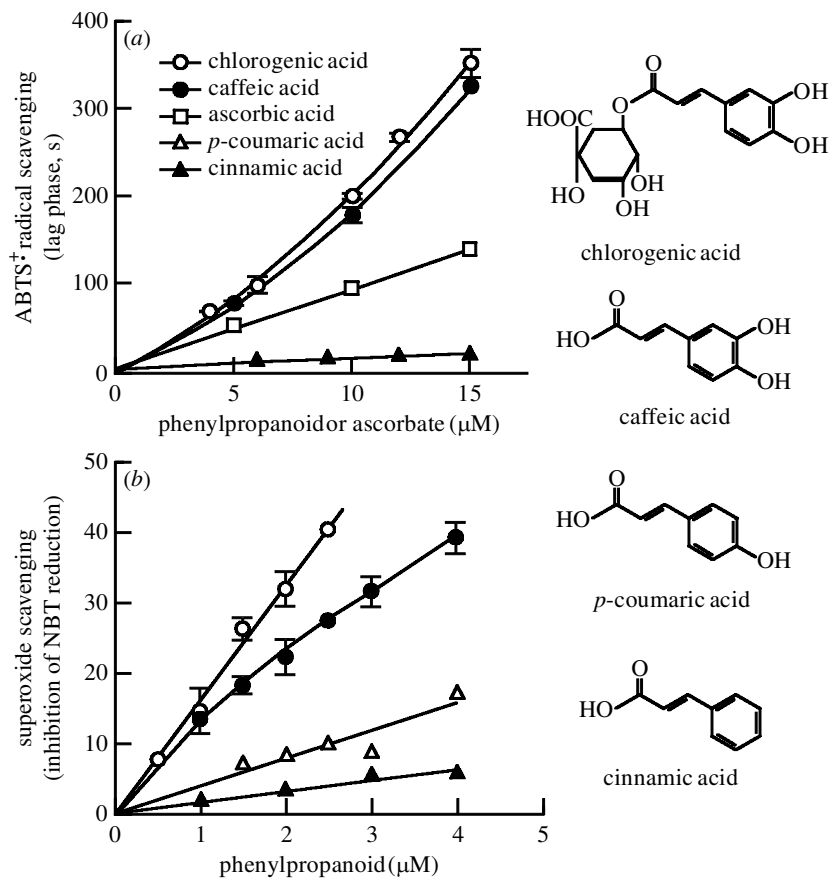 (a)
400
300
200
100
0
ABTS⁺• radical scavenging
(lag phase, s)
chlorogenic acid
caffeic acid
ascorbic acid
p-coumaric acid
cinnamic acid
0 5 10 15
phenylpropanoidor ascorbate (μM)
(b)
50
40
30
20
10
0
superoxide scavenging
(inhibition of NBT reduction)
0 1 2 3 4 5
phenylpropanoid (μM)
O
OH
O
HOOC
OH
HO
OH
OH
chlorogenic acid
O
OH
HO
OH
caffeic acid
O
HO
OH
p-coumaric acid
O
HO
cinnamic acid